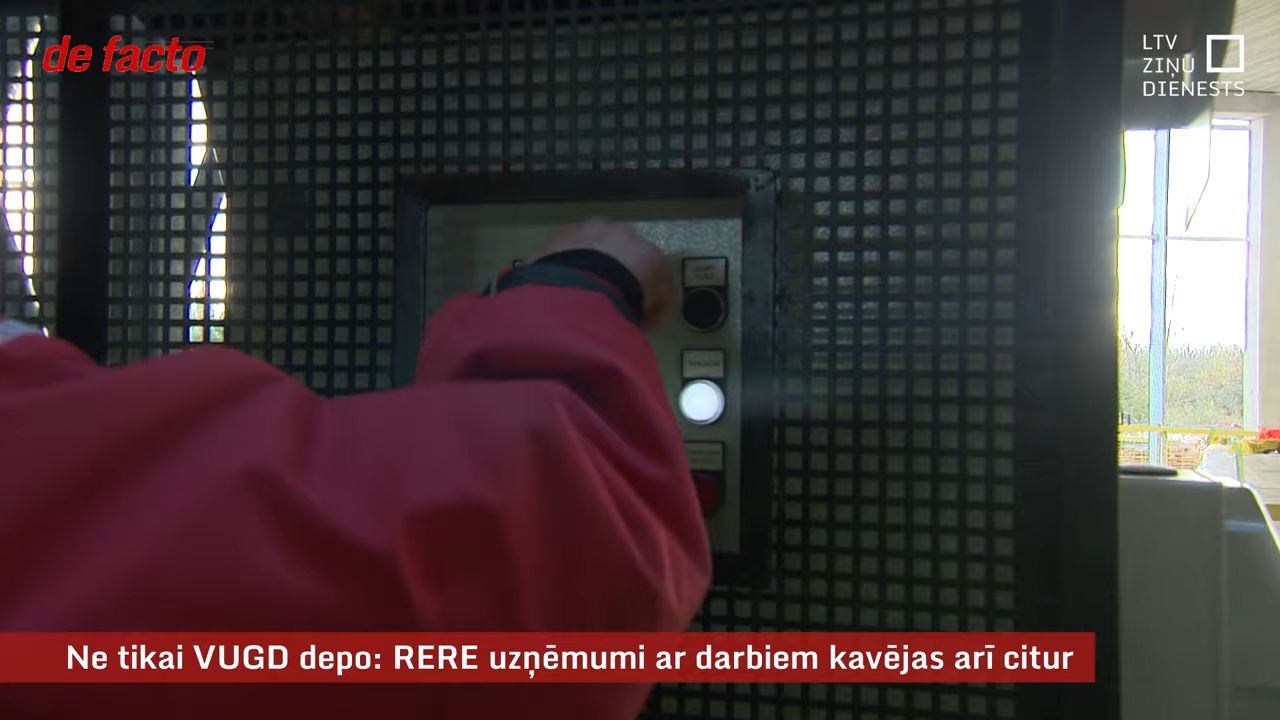 de facto
LTV
ZIŅU
DIENESTS
Ne tikai VUGD depo: RERE uzņēmumi ar darbiem kavējas arī citur